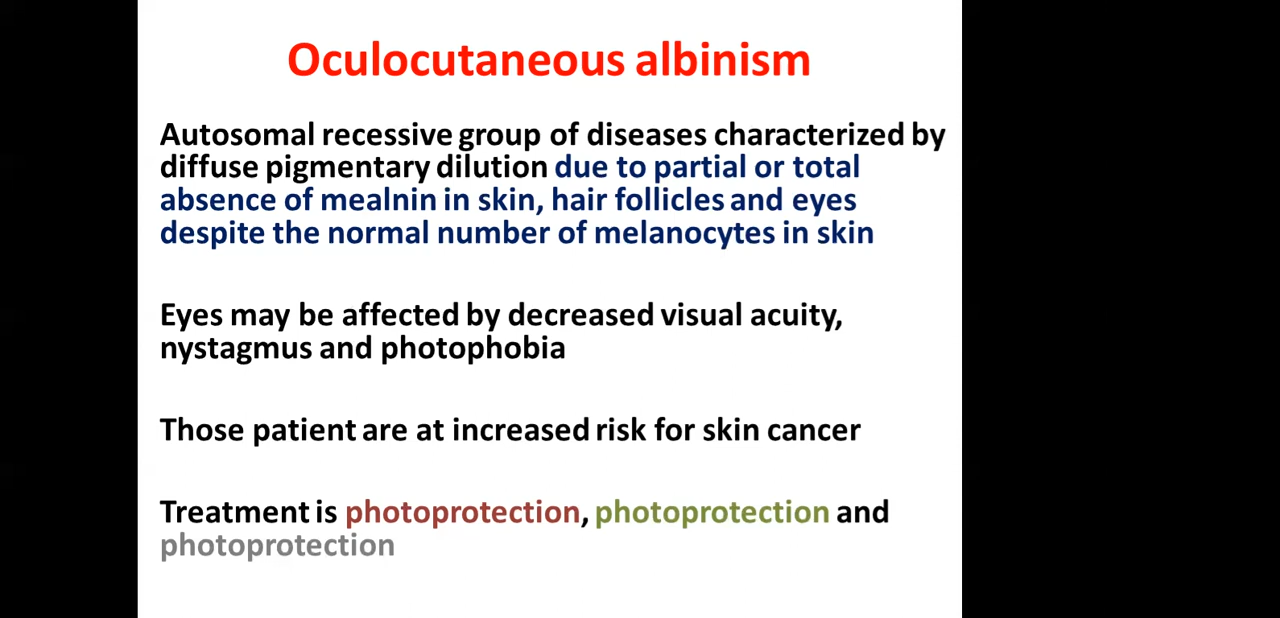 Oculocutaneous albinism
Autosomal recessive group of diseases characterized by
diffuse pigmentary dilution due to partial or total
absence of mealnin in skin, hair follicles and eyes
despite the normal number of melanocytes in skin
Eyes may be affected by decreased visual acuity,
nystagmus and photophobia
Those patient are at increased risk for skin cancer
Treatment is photoprotection, photoprotection and
photoprotection